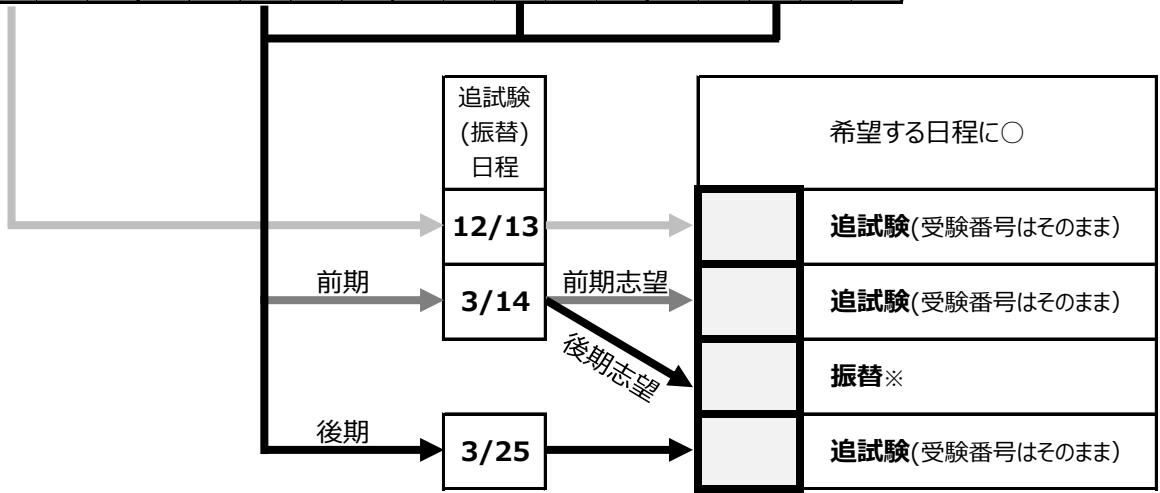 追試験
(振替)
日程
希望する日程に○
12/13
追試験(受験番号はそのまま)
前期
3/14
前期志望
追試験(受験番号はそのまま)
後期志望
振替※
後期
3/25
追試験(受験番号はそのまま)